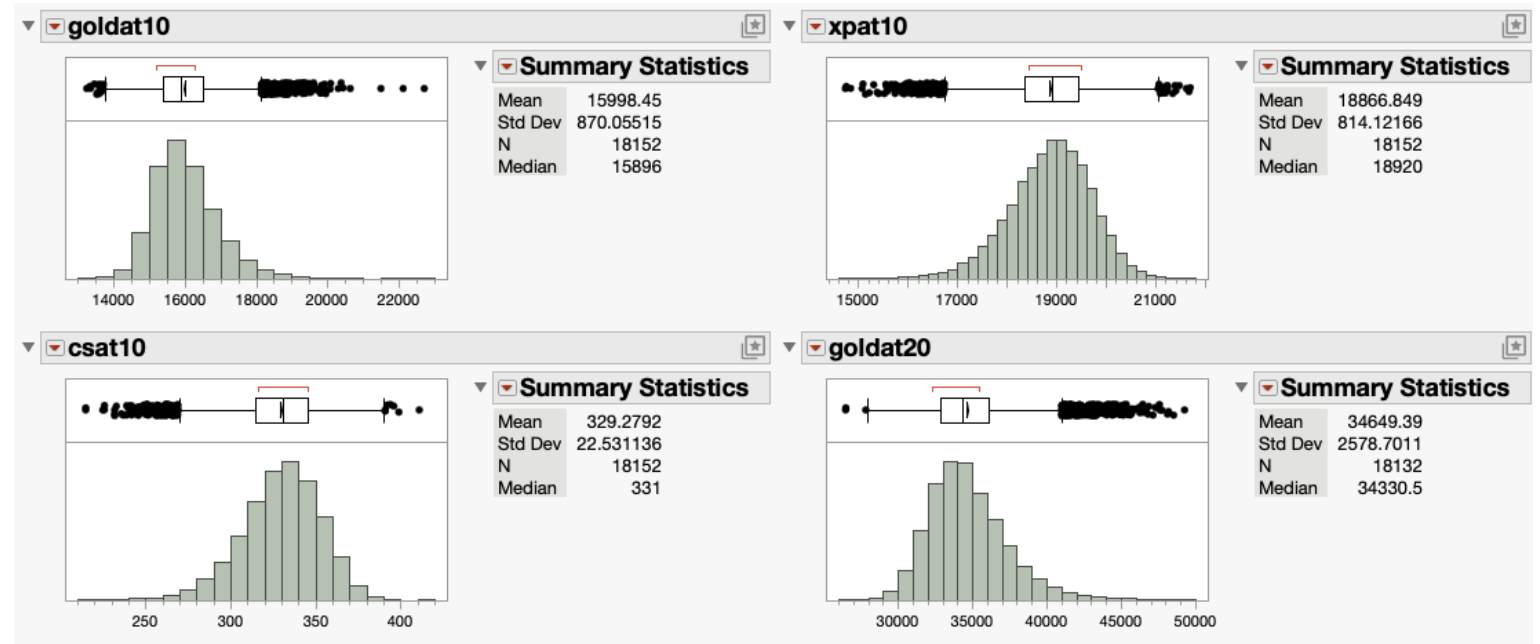 goldat10
Summary Statistics
Mean 15998.45
Std Dev 870.05515
N 18152
Median 15896
14000 16000 18000 20000 22000
xpat10
Summary Statistics
Mean 18866.849
Std Dev 814.12166
N 18152
Median 18920
15000 17000 19000 21000
csat10
Summary Statistics
Mean 329.2792
Std Dev 22.531136
N 18152
Median 331
250 300 350 400
goldat20
Summary Statistics
Mean 34649.39
Std Dev 2578.7011
N 18132
Median 34330.5
30000 35000 40000 45000 50000